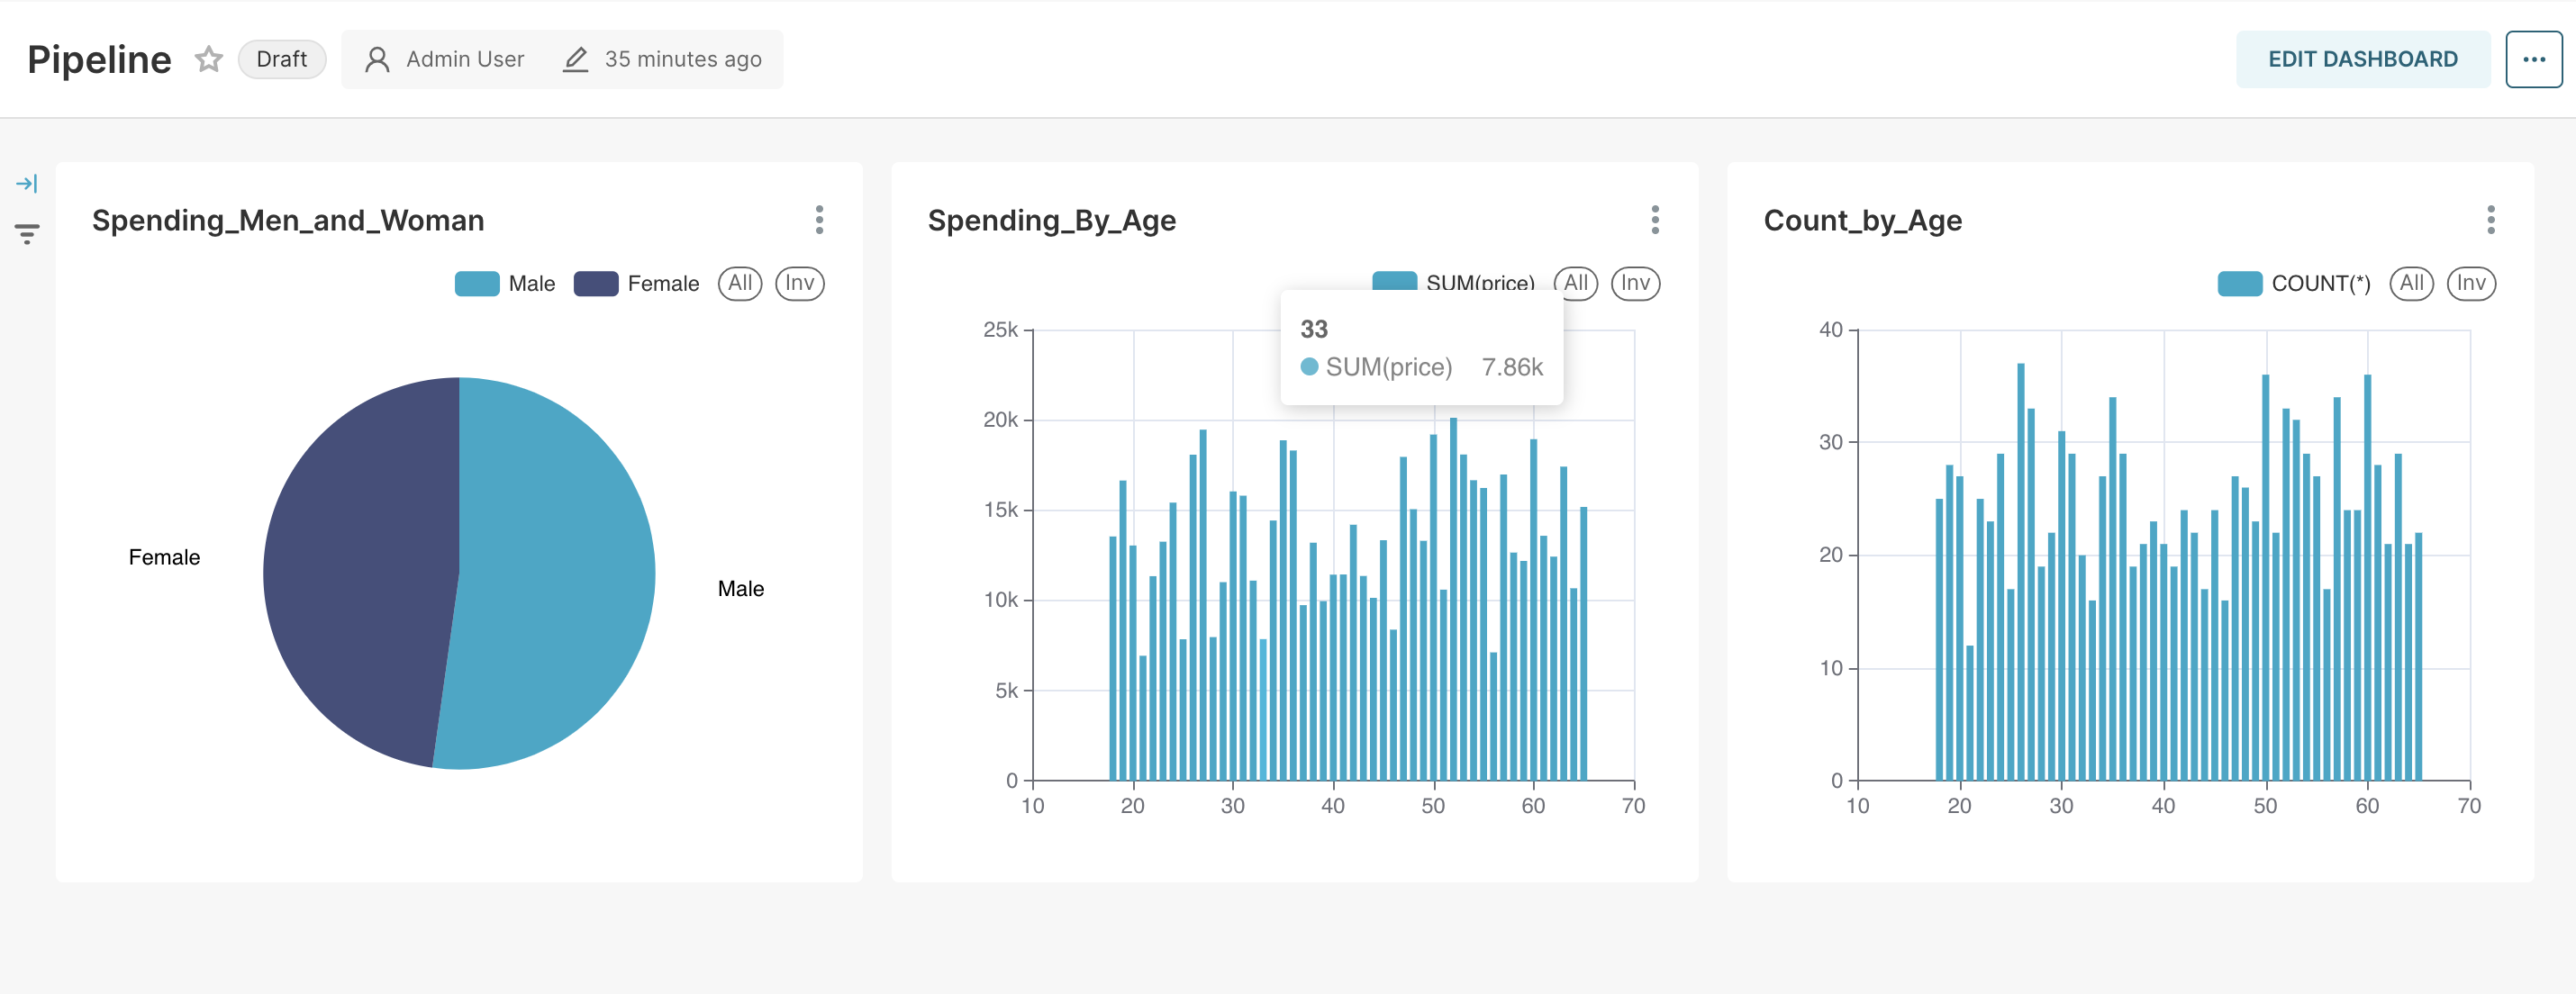 Pipeline Draft Admin User 35 minutes ago EDIT DASHBOARD
Spending_Men_and_Woman
Male Female All Inv
Female
Male
Spending_By_Age
SUM(price) All Inv
33
SUM(price) 7.86k
25k
20k
15k
10k
5k
0
10 20 30 40 50 60 70
Count_by_Age
COUNT(*) All Inv
40
30
20
10
0
10 20 30 40 50 60 70